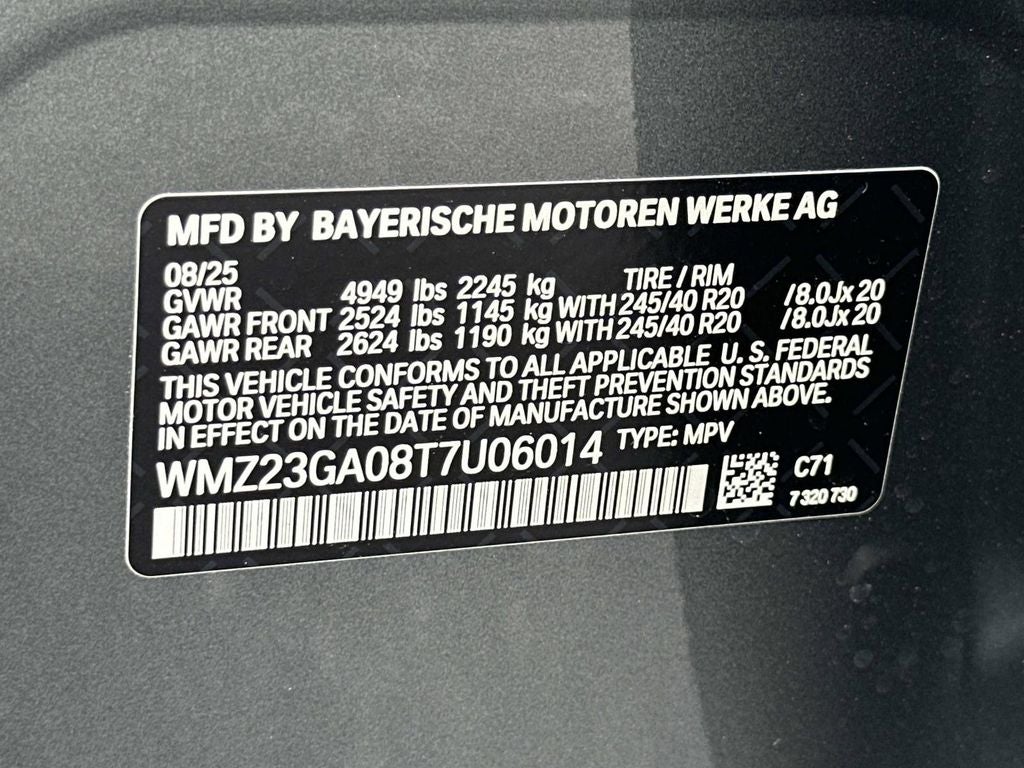 MFD BY BAYERISCHE MOTOREN WERKE AG
08/25 TIRE / RIM
GVWR 4949 lbs 2245 kg
GAWR FRONT 2524 lbs 1145 kg WITH 245/40 R20 /8.0Jx20
GAWR REAR 2624 lbs 1190 kg WITH 245/40 R20 /8.0Jx20
THIS VEHICLE CONFORMS TO ALL APPLICABLE U. S. FEDERAL
MOTOR VEHICLE SAFETY AND THEFT PREVENTION STANDARDS
IN EFFECT ON THE DATE OF MANUFACTURE SHOWN ABOVE.
WMZ23GA08T7U06014 TYPE: MPV
C71
7 320 730